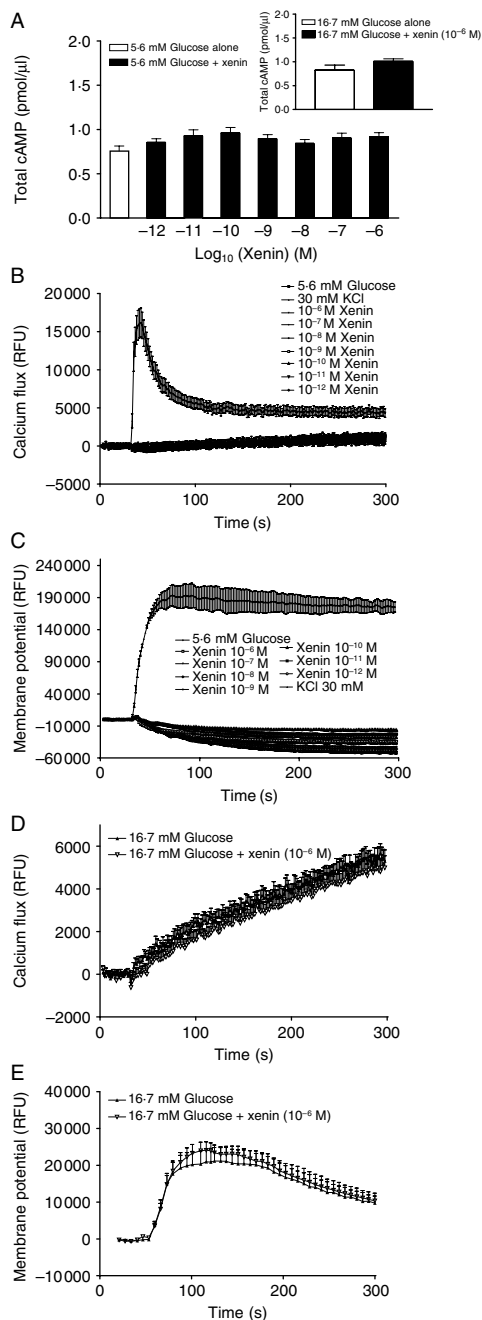 A
5·6 mM Glucose alone
5·6 mM Glucose + xenin
16·7 mM Glucose alone
16·7 mM Glucose + xenin (10⁻⁶ M)
Total cAMP (pmol/µl)
1·5
1·0
0·5
0·0
Total cAMP (pmol/µl)
2·0
1·5
1·0
0·5
0·0
−12 −11 −10 −9 −8 −7 −6
Log₁₀ (Xenin) (M)
B
Calcium flux (RFU)
20 000
15 000
10 000
5000
0
−5000
5·6 mM Glucose
30 mM KCl
10⁻⁶ M Xenin
10⁻⁷ M Xenin
10⁻⁸ M Xenin
10⁻⁹ M Xenin
10⁻¹⁰ M Xenin
10⁻¹¹ M Xenin
10⁻¹² M Xenin
0 100 200 300
Time (s)
C
Membrane potential (RFU)
240 000
190 000
140 000
90 000
40 000
−10 000
−60 000
5·6 mM Glucose
Xenin 10⁻⁶ M
Xenin 10⁻⁷ M
Xenin 10⁻⁸ M
Xenin 10⁻⁹ M
Xenin 10⁻¹⁰ M
Xenin 10⁻¹¹ M
Xenin 10⁻¹² M
KCl 30 mM
0 100 200 300
Time (s)
D
Calcium flux (RFU)
6000
4000
2000
0
−2000
16·7 mM Glucose
16·7 mM Glucose + xenin (10⁻⁶ M)
0 100 200 300
Time (s)
E
Membrane potential (RFU)
40 000
30 000
20 000
10 000
0
−10 000
16·7 mM Glucose
16·7 mM Glucose + xenin (10⁻⁶ M)
0 100 200 300
Time (s)